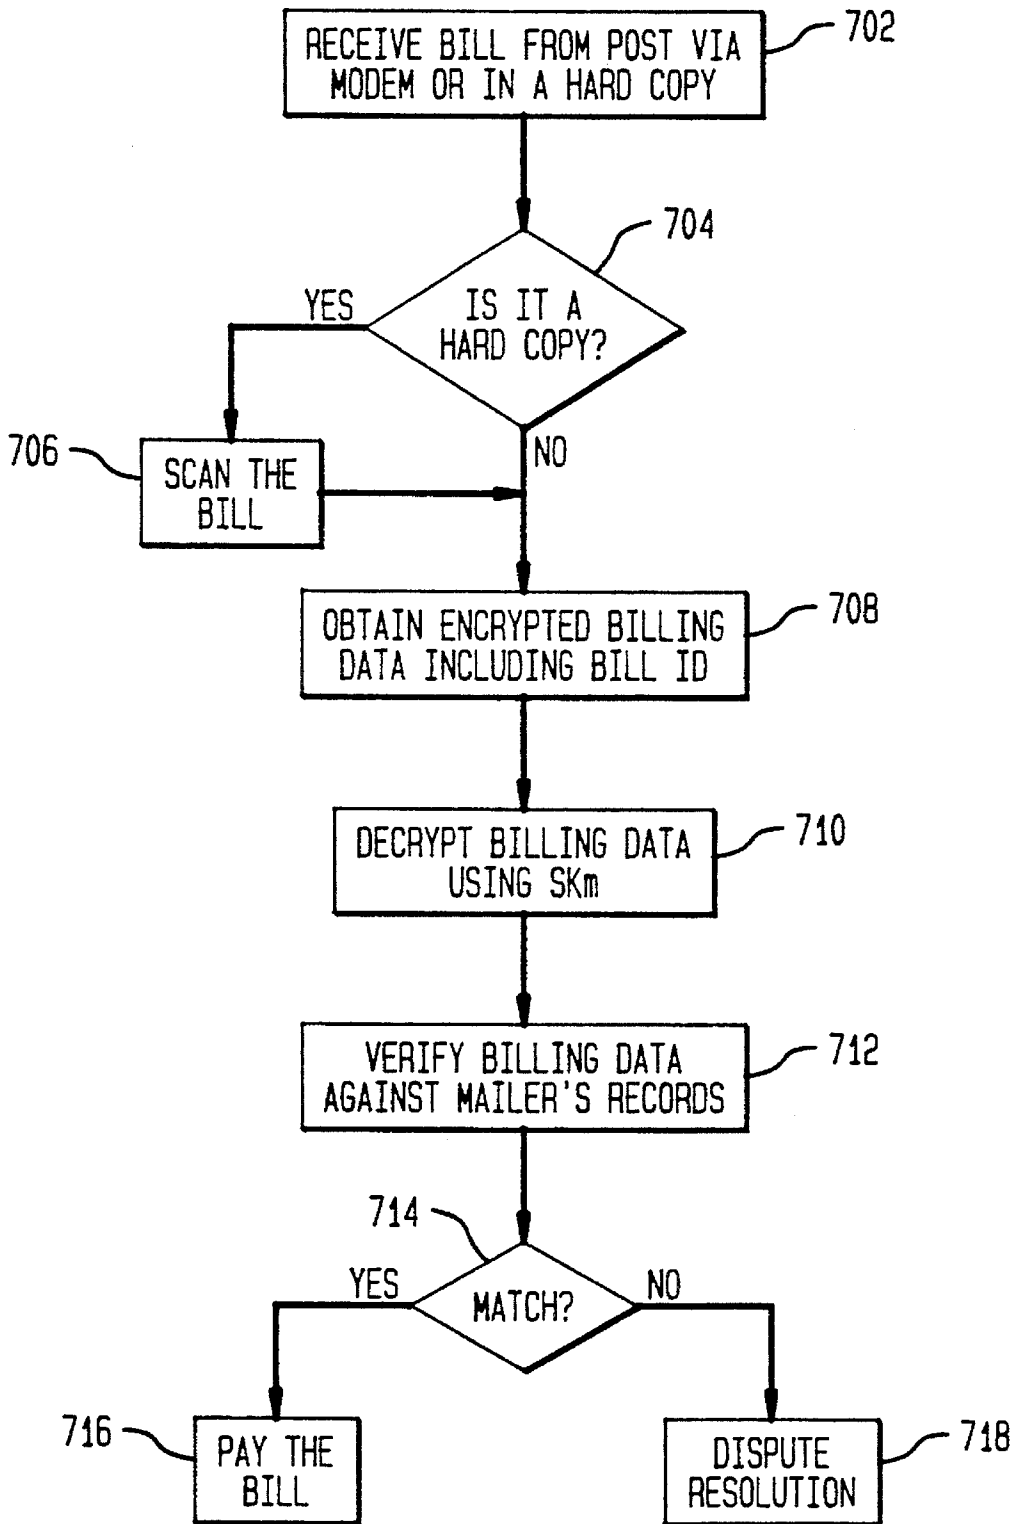 RECEIVE BILL FROM POST VIA
MODEM OR IN A HARD COPY
702
704
IS IT A
HARD COPY?
YES
NO
706
SCAN THE
BILL
OBTAIN ENCRYPTED BILLING
DATA INCLUDING BILL ID
708
DECRYPT BILLING DATA
USING SKm
710
VERIFY BILLING DATA
AGAINST MAILER'S RECORDS
712
714
MATCH?
YES
NO
716
PAY THE
BILL
DISPUTE
RESOLUTION
718